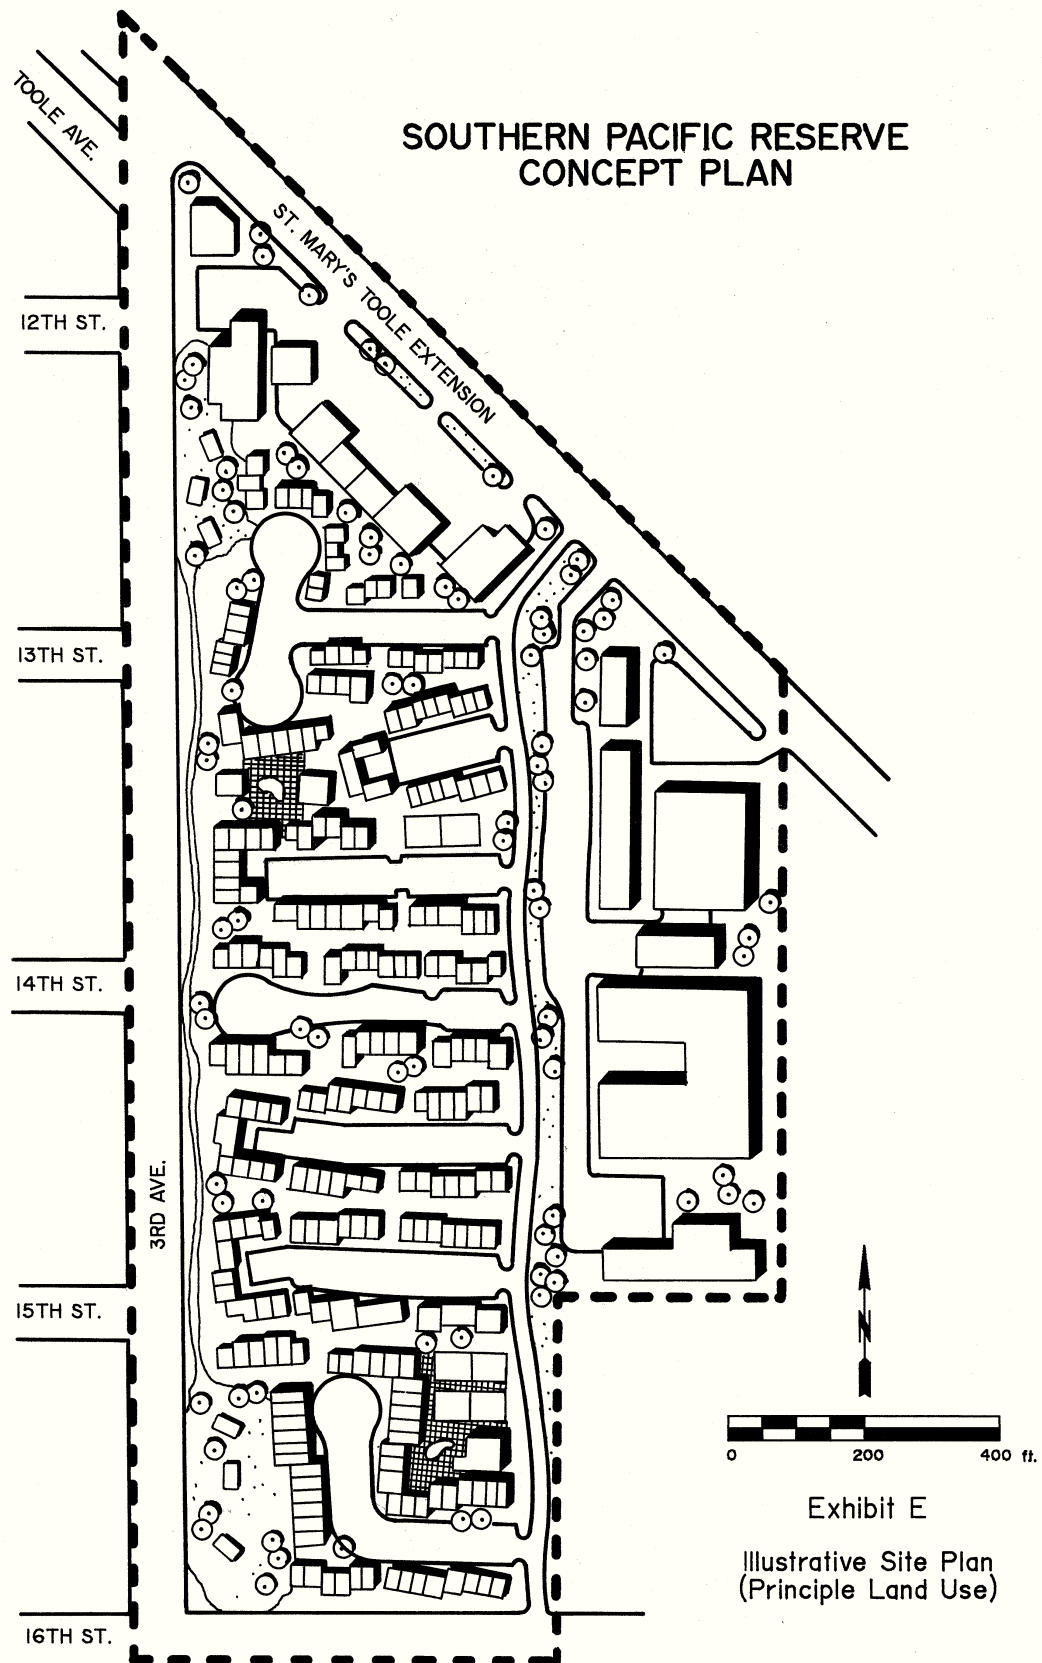 TOOLE AVE.
SOUTHERN PACIFIC RESERVE
CONCEPT PLAN
ST. MARY'S TOOLE EXTENSION
12TH ST.
13TH ST.
14TH ST.
3RD AVE.
15TH ST.
N
0 200 400 ft.
Exhibit E
Illustrative Site Plan
(Principle Land Use)
16TH ST.